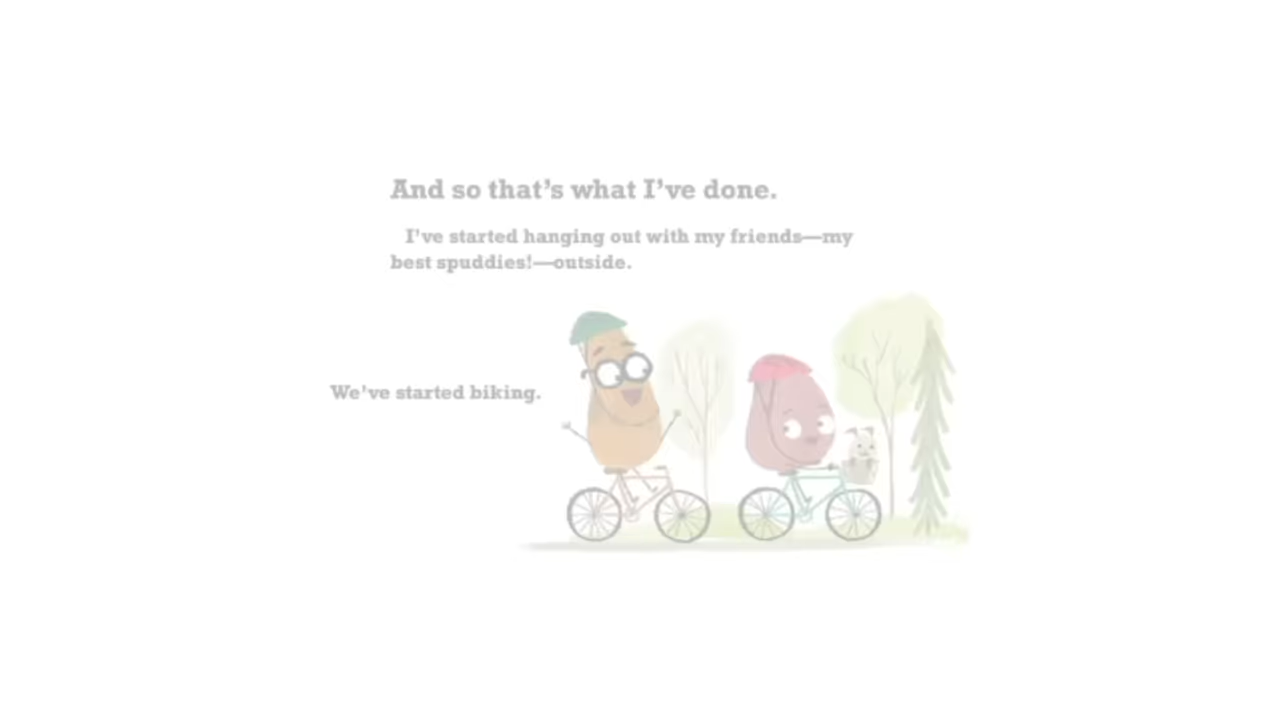 And so that's what I've done.
I've started hanging out with my friends—my
best spuddies!—outside.
We've started biking.